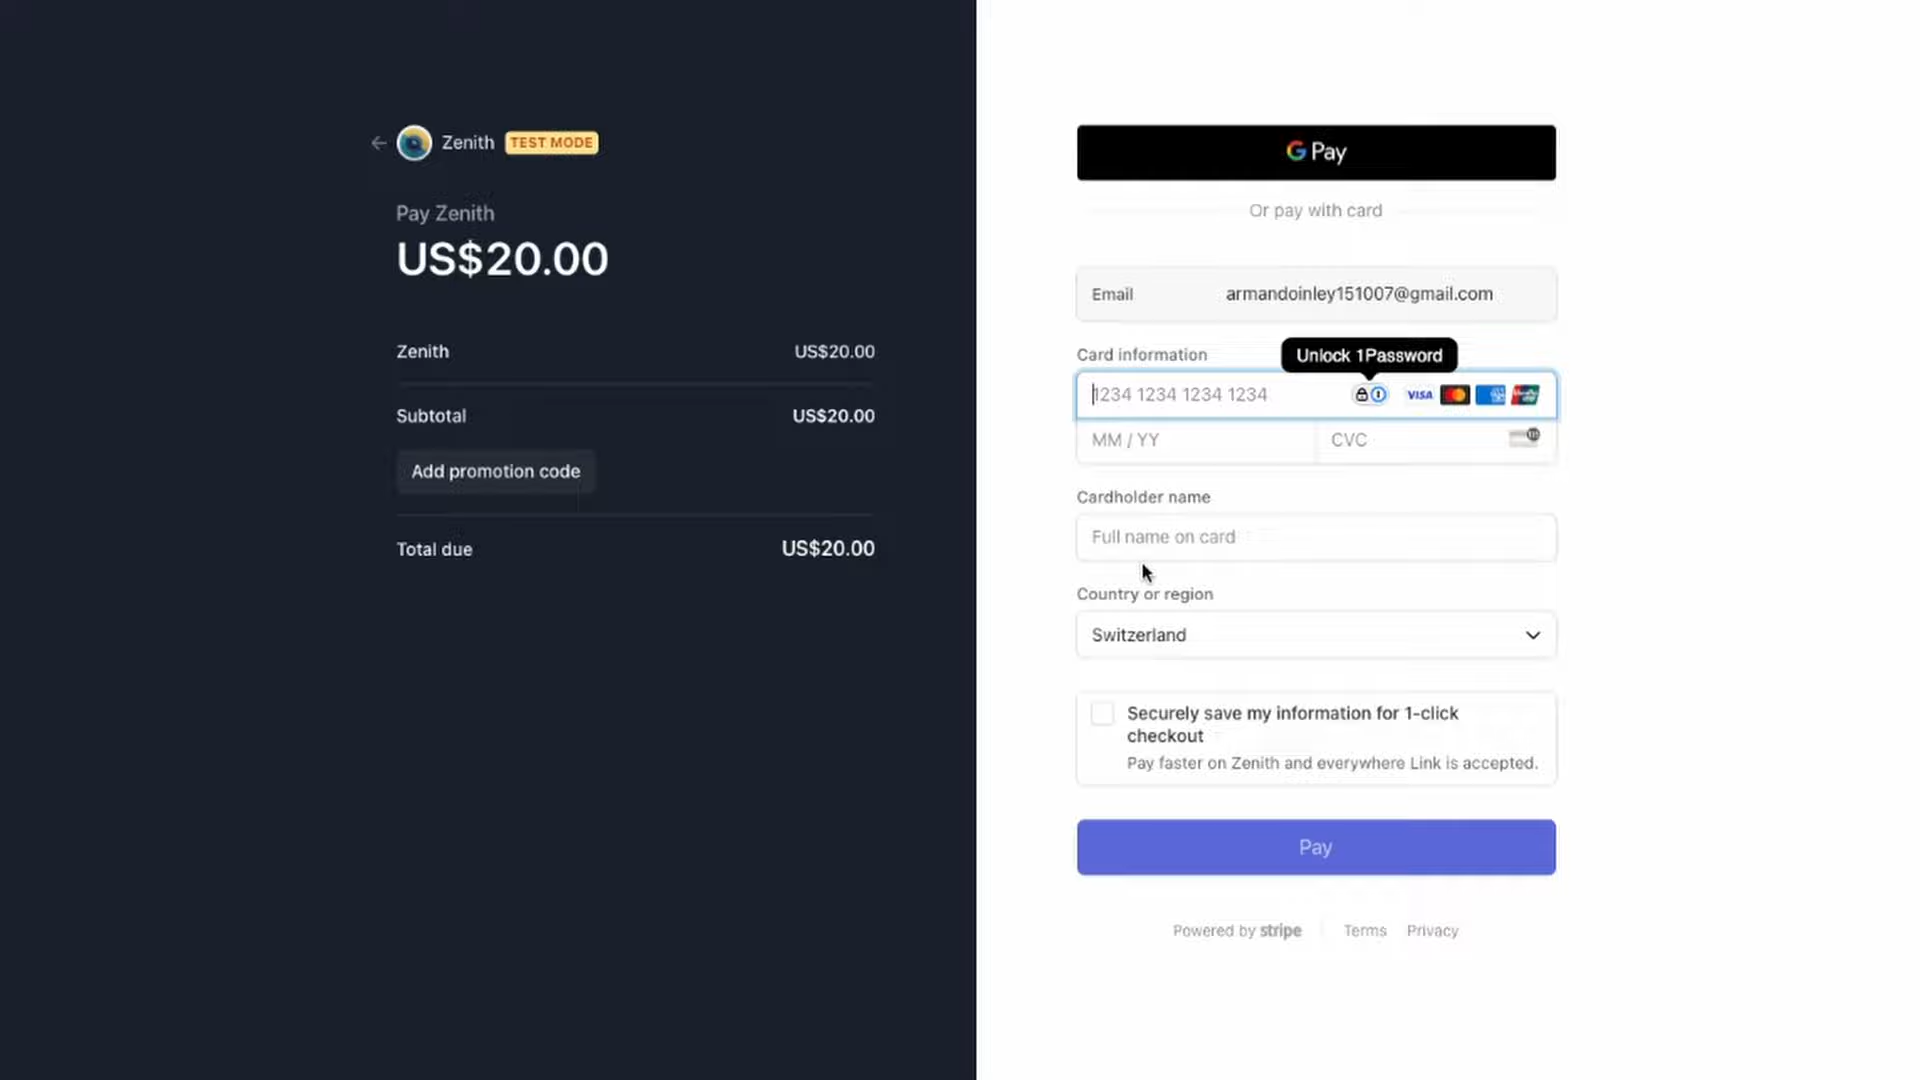 Zenith TEST MODE
Pay Zenith
US$20.00
Zenith US$20.00
Subtotal US$20.00
Add promotion code
Total due US$20.00
G Pay
Or pay with card
Email armandoinley151007@gmail.com
Card information
Unlock 1Password
1234 1234 1234 1234 VISA
MM / YY CVC
Cardholder name
Full name on card
Country or region
Switzerland
Securely save my information for 1-click
checkout
Pay faster on Zenith and everywhere Link is accepted.
Pay
Powered by stripe Terms Privacy